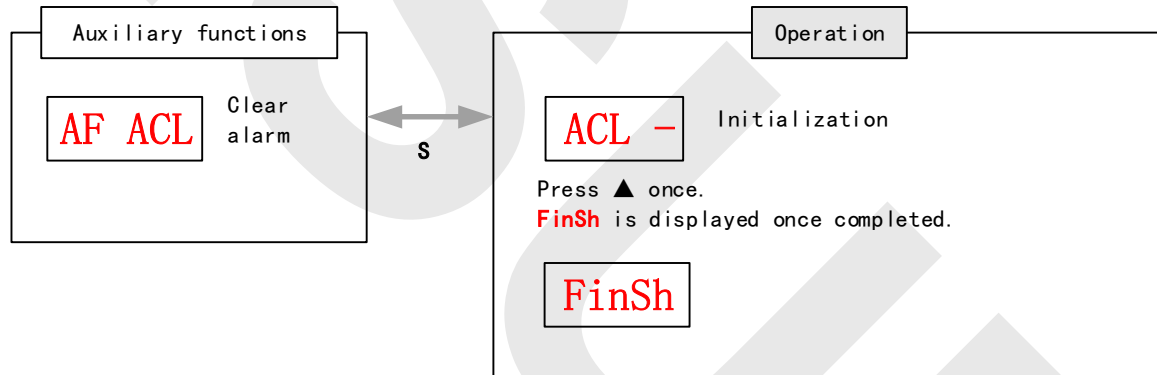 Auxiliary functions
AF ACL
Clear
alarm
S
Operation
ACL -
Initialization
Press ▲ once.
FinSh is displayed once completed.
FinSh